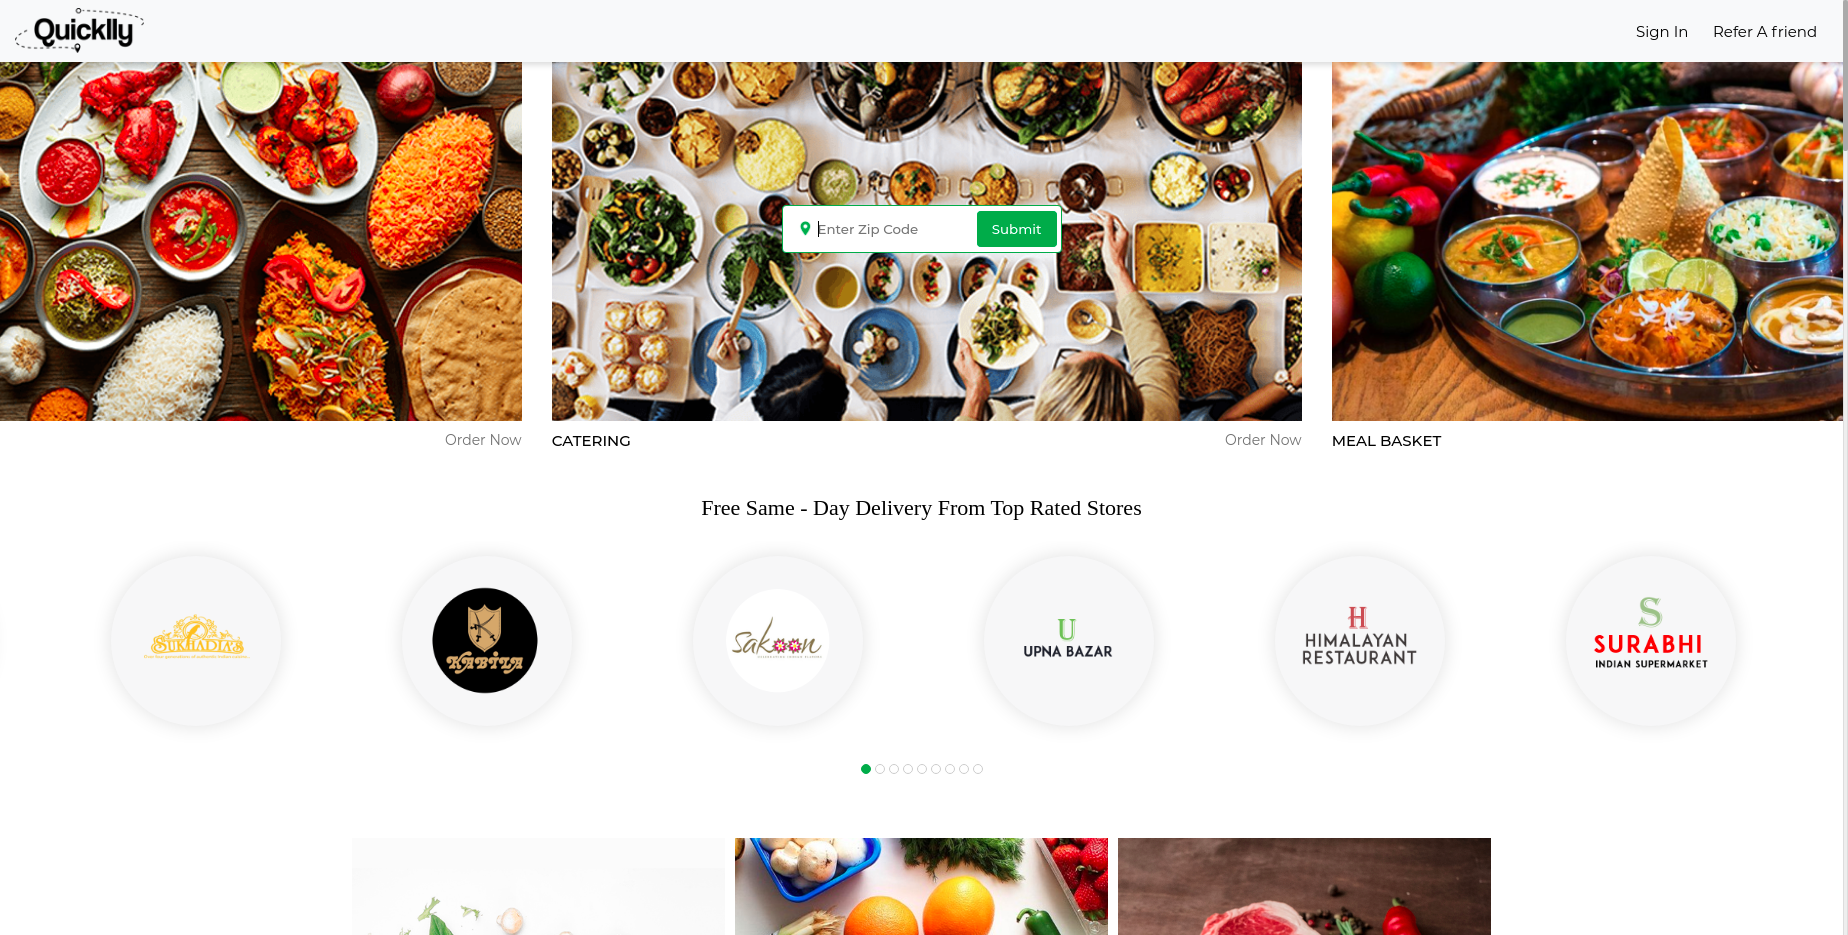 Quicklly
Sign In
Refer A friend
Enter Zip Code
Submit
Order Now
CATERING
Order Now
MEAL BASKET
Free Same - Day Delivery From Top Rated Stores
SUKHADIA'S
KABILA
sakoon
U
UPNA BAZAR
H
HIMALAYAN
RESTAURANT
S
SURABHI
INDIAN SUPERMARKET